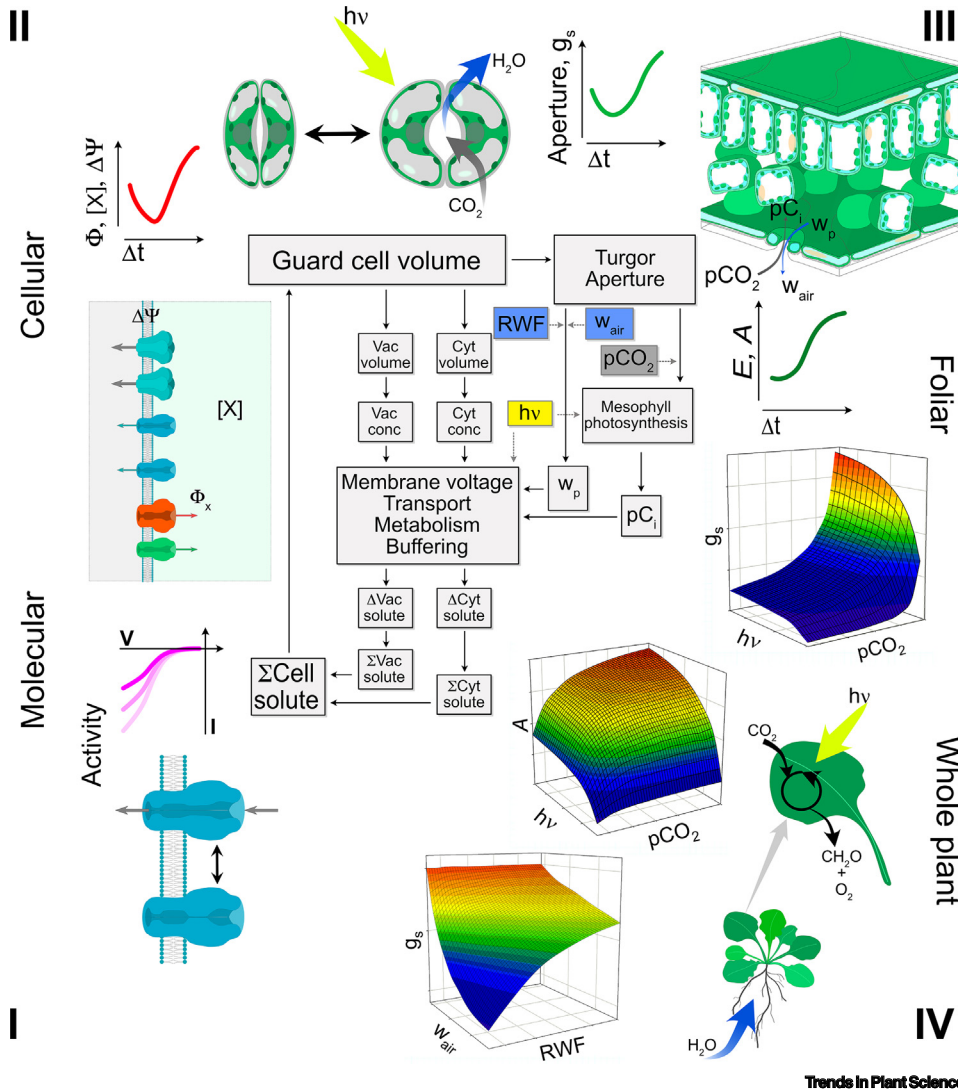 II
hν
H₂O
CO₂
Aperture, gₛ
Δt
III
Φ, [X], ΔΨ
Δt
pCᵢ
wₚ
pCO₂
w_air
Cellular
Guard cell volume
Turgor
Aperture
RWF
w_air
pCO₂
Vac
volume
Cyt
volume
hν
Mesophyll
photosynthesis
Vac
conc
Cyt
conc
Membrane voltage
Transport
Metabolism
Buffering
wₚ
pCᵢ
ΔVac
solute
ΔCyt
solute
ΣVac
solute
ΣCyt
solute
ΣCell
solute
ΔΨ
[X]
Φₓ
E, A
Δt
Foliar
gₛ
hν
pCO₂
Molecular
V
I
Activity
A
hν
pCO₂
hν
CO₂
CH₂O
+
O₂
Whole plant
gₛ
w_air
RWF
H₂O
I
IV
Trends in Plant Science